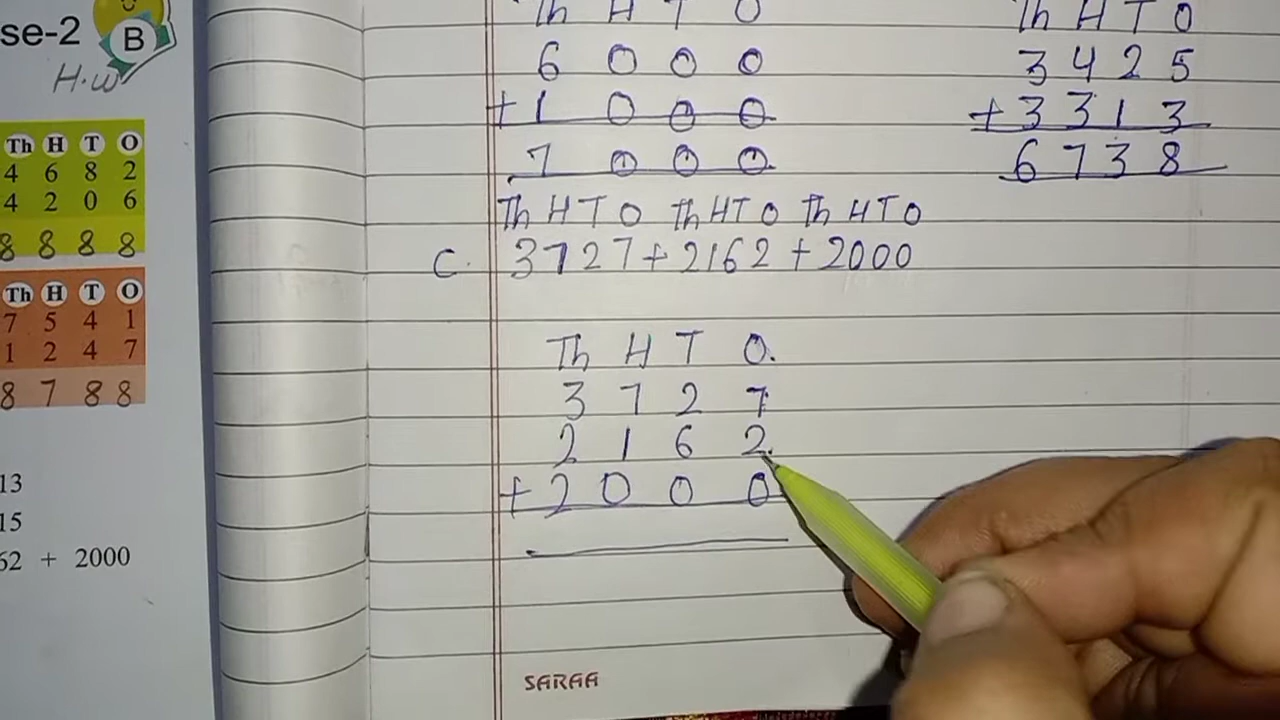 se-2 B
H.W
Th H T O
4 6 8 2
4 2 0 6
8 8 8 8
Th H T O
7 5 4 1
1 2 4 7
8 7 8 8
13
15
62 + 2000
Th H T O
6 0 0 0
+ 1 0 0 0
7 0 0 0
Th H T O
3 4 2 5
+ 3 3 1 3
6 7 3 8
Th H T O Th H T O Th H T O
C. 3727 + 2162 + 2000
Th H T O.
3 7 2 7
2 1 6 2
+ 2 0 0 0
SARAA